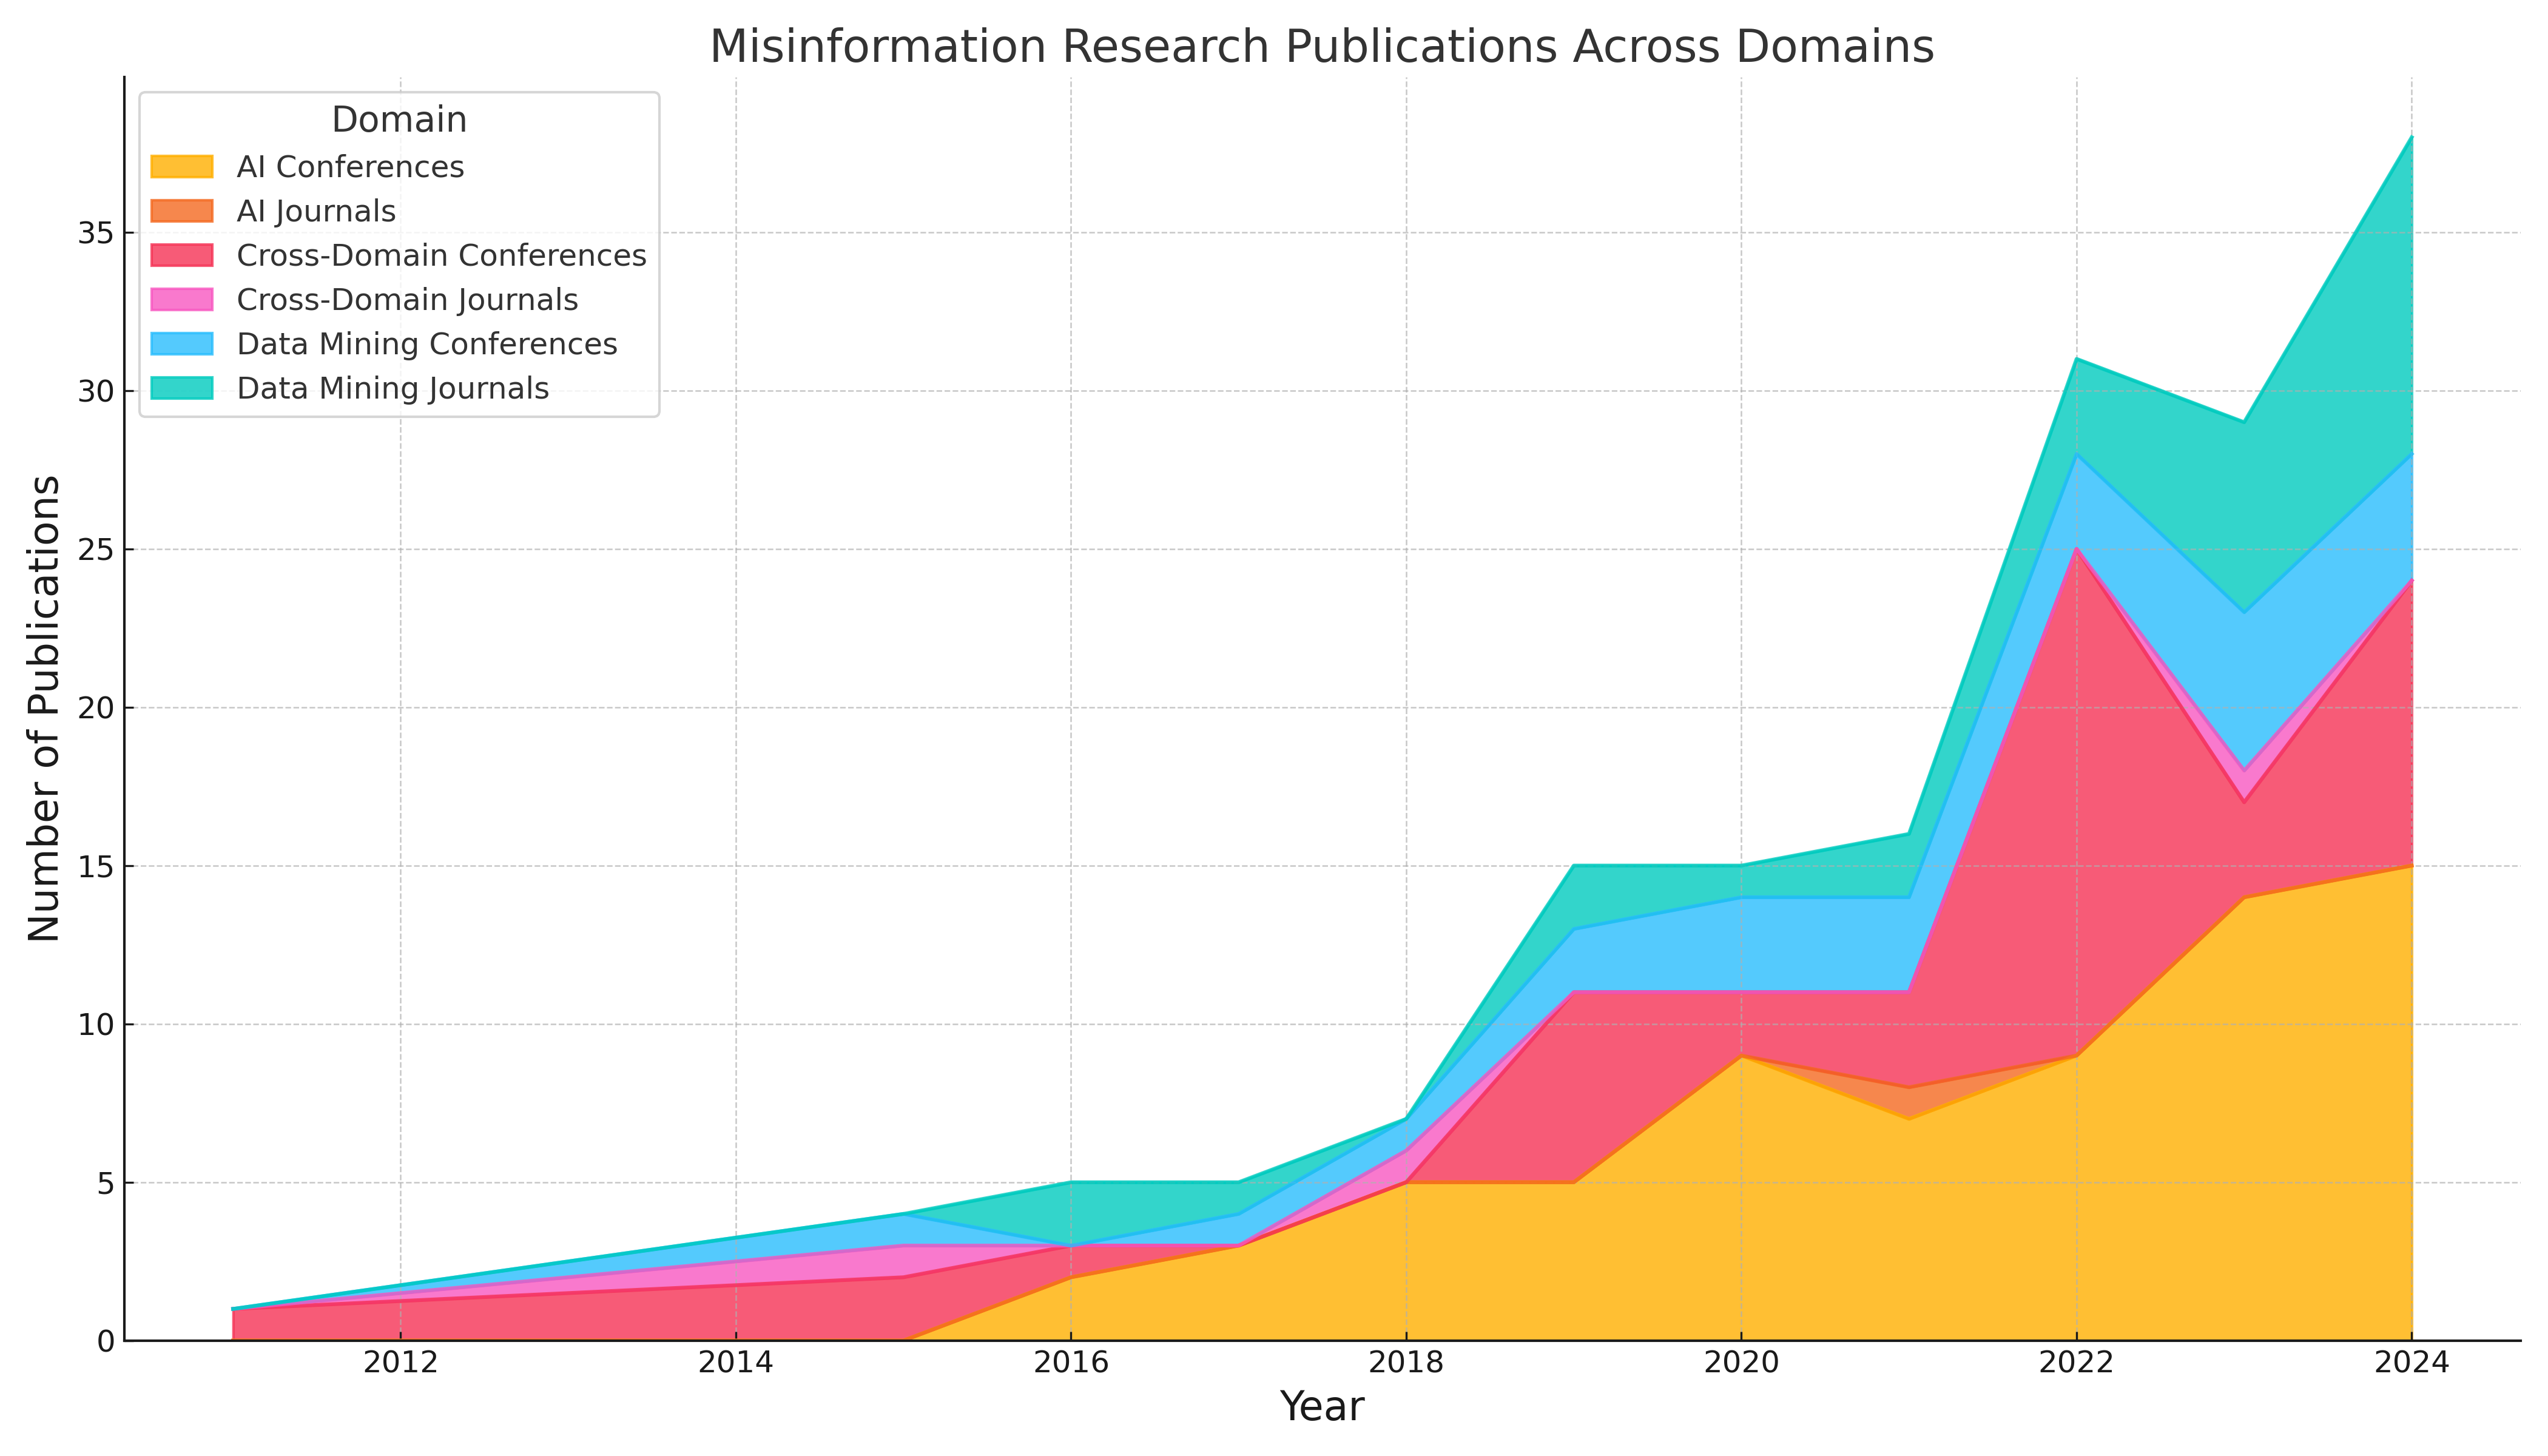 Misinformation Research Publications Across Domains
Domain
AI Conferences
AI Journals
Cross-Domain Conferences
Cross-Domain Journals
Data Mining Conferences
Data Mining Journals
Number of Publications
35
30
25
20
15
10
5
0
2012
2014
2016
2018
2020
2022
2024
Year